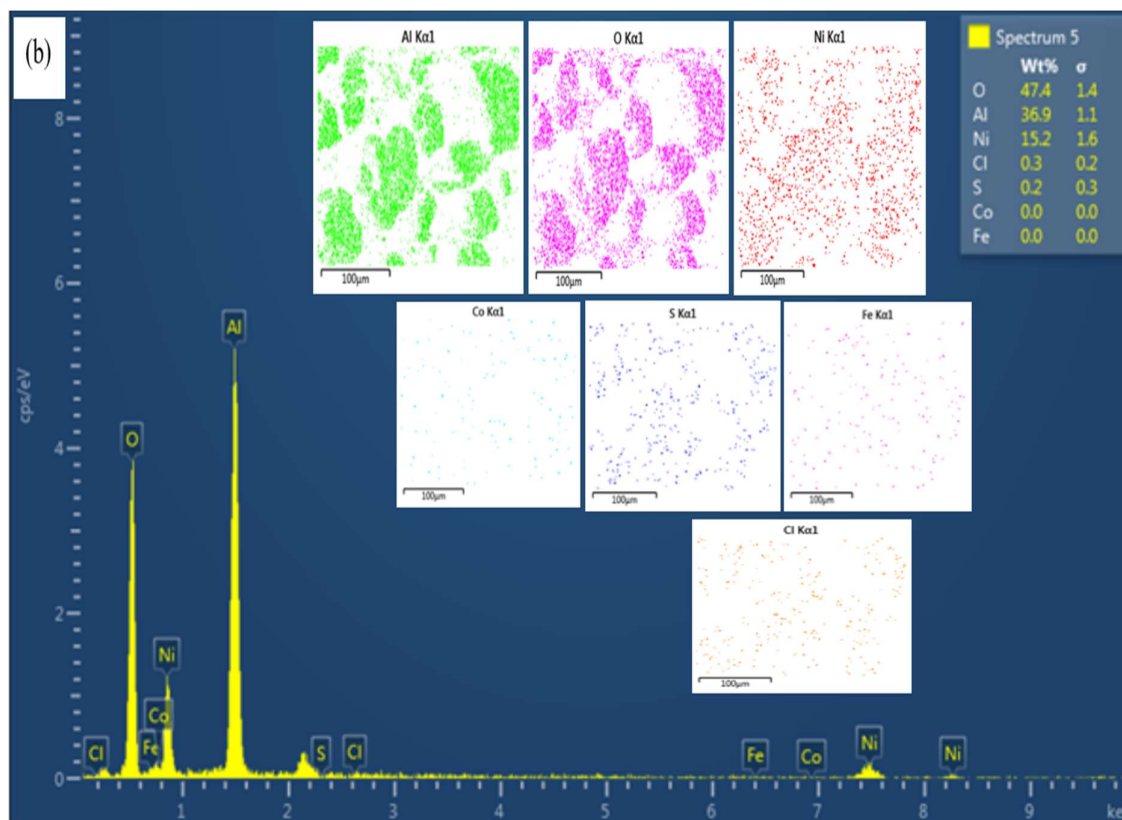 (b)
Al Kα1
O Kα1
Ni Kα1
100μm
100μm
100μm
Spectrum 5
Wt% σ
O 47.4 1.4
Al 36.9 1.1
Ni 15.2 1.6
Cl 0.3 0.2
S 0.2 0.3
Co 0.0 0.0
Fe 0.0 0.0
Co Kα1
S Kα1
Fe Kα1
100μm
100μm
100μm
Cl Kα1
100μm
cps/eV
8
6
4
2
0
Al
O
Ni
Co
Cl
Fe
S
Cl
Fe
Co
Ni
Ni
1 2 3 4 5 6 7 8 9 ke